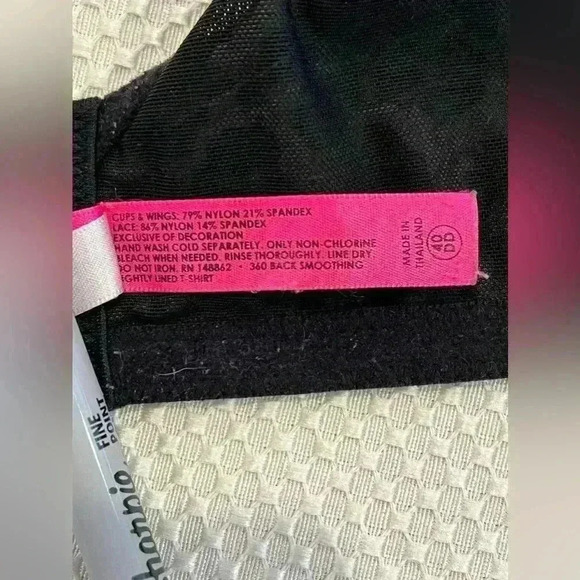 CUPS & WINGS: 79% NYLON 21% SPANDEX
LACE: 86% NYLON 14% SPANDEX
EXCLUSIVE OF DECORATION
HAND WASH COLD SEPARATELY. ONLY NON-CHLORINE
BLEACH WHEN NEEDED. RINSE THOROUGHLY. LINE DRY
DO NOT IRON. RN 148862 • 360 BACK SMOOTHING
LIGHTLY LINED T-SHIRT
MADE IN
THAILAND
40
DD
FINE
POINT